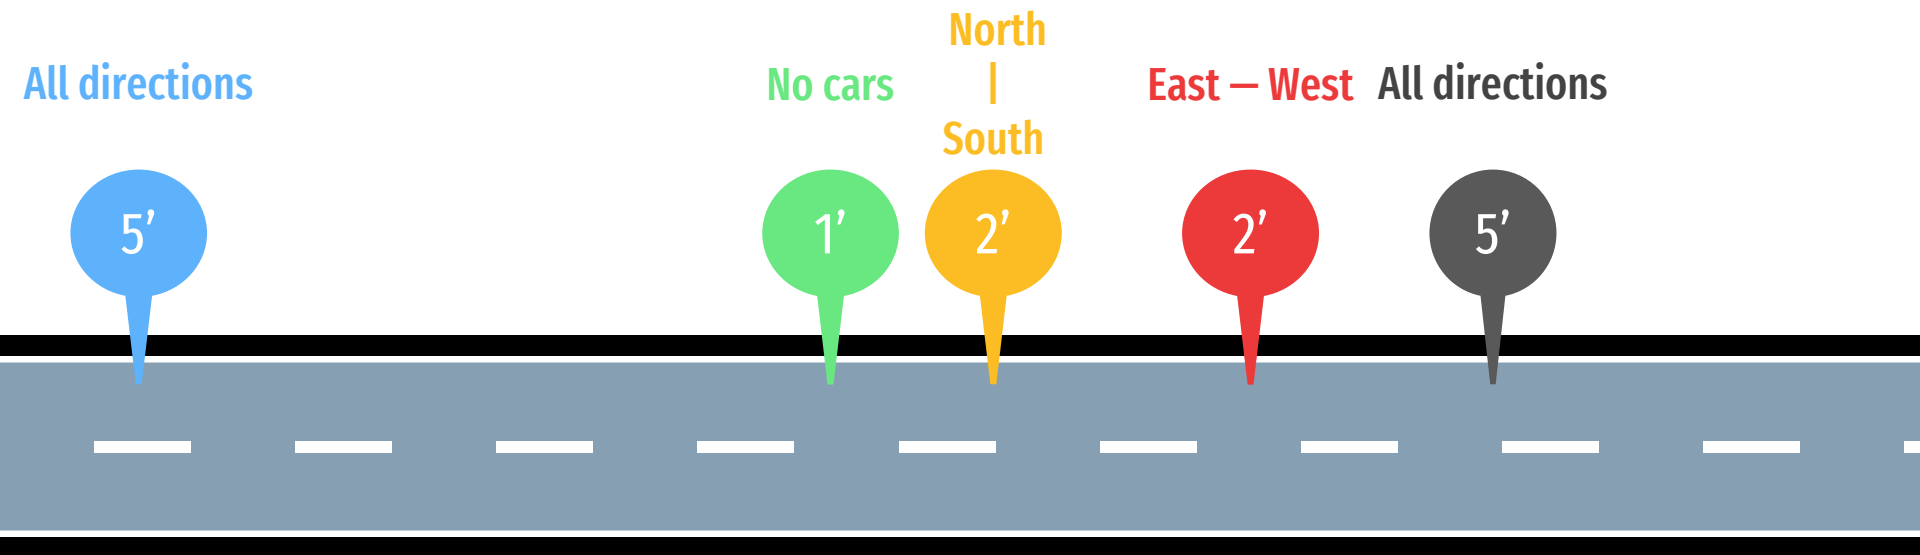 All directions
No cars
North
|
South
East – West
All directions
5’
1’
2’
2’
5’